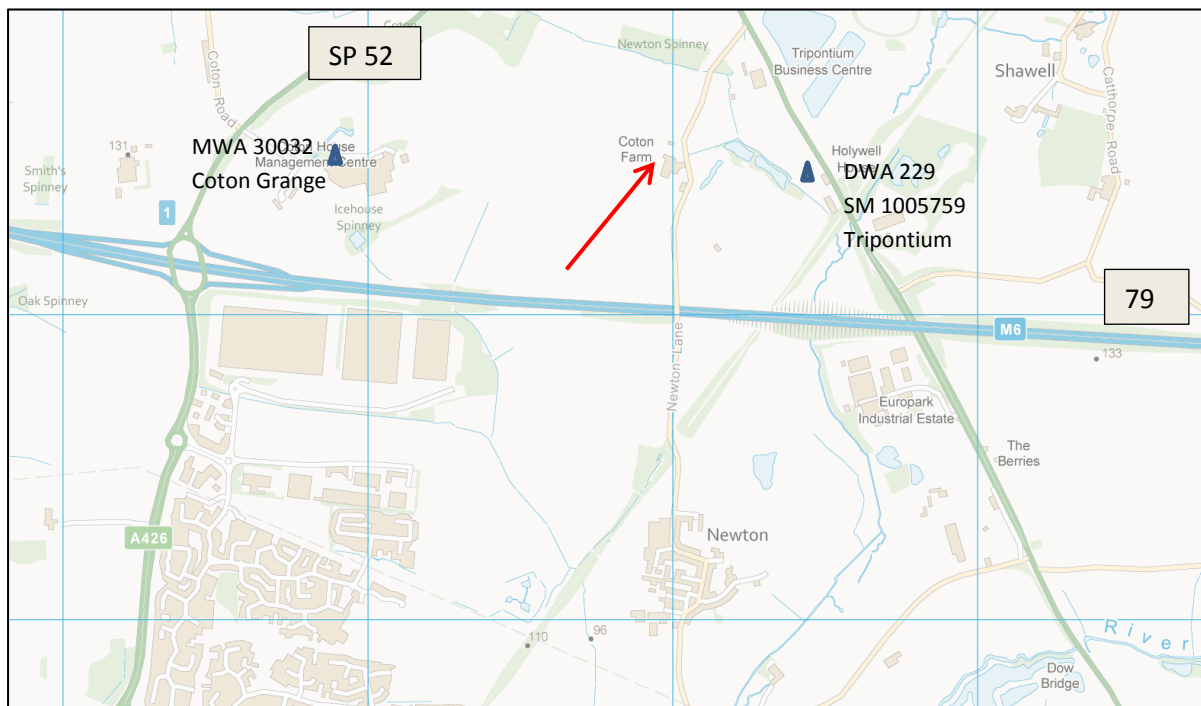 SP 52
Coton
Coton Road
Newton Spinney
Tripontium
Business Centre
Shawell
Catthorpe Road
131
MWA 30032
Coton House
Management Centre
Coton Grange
Smith's
Spinney
Coton
Farm
Holywell
House
DWA 229
SM 1005759
Tripontium
1
Icehouse
Spinney
Oak Spinney
79
M6
133
Newton Lane
Europark
Industrial Estate
The
Berries
A426
Newton
110
96
River
Dow
Bridge